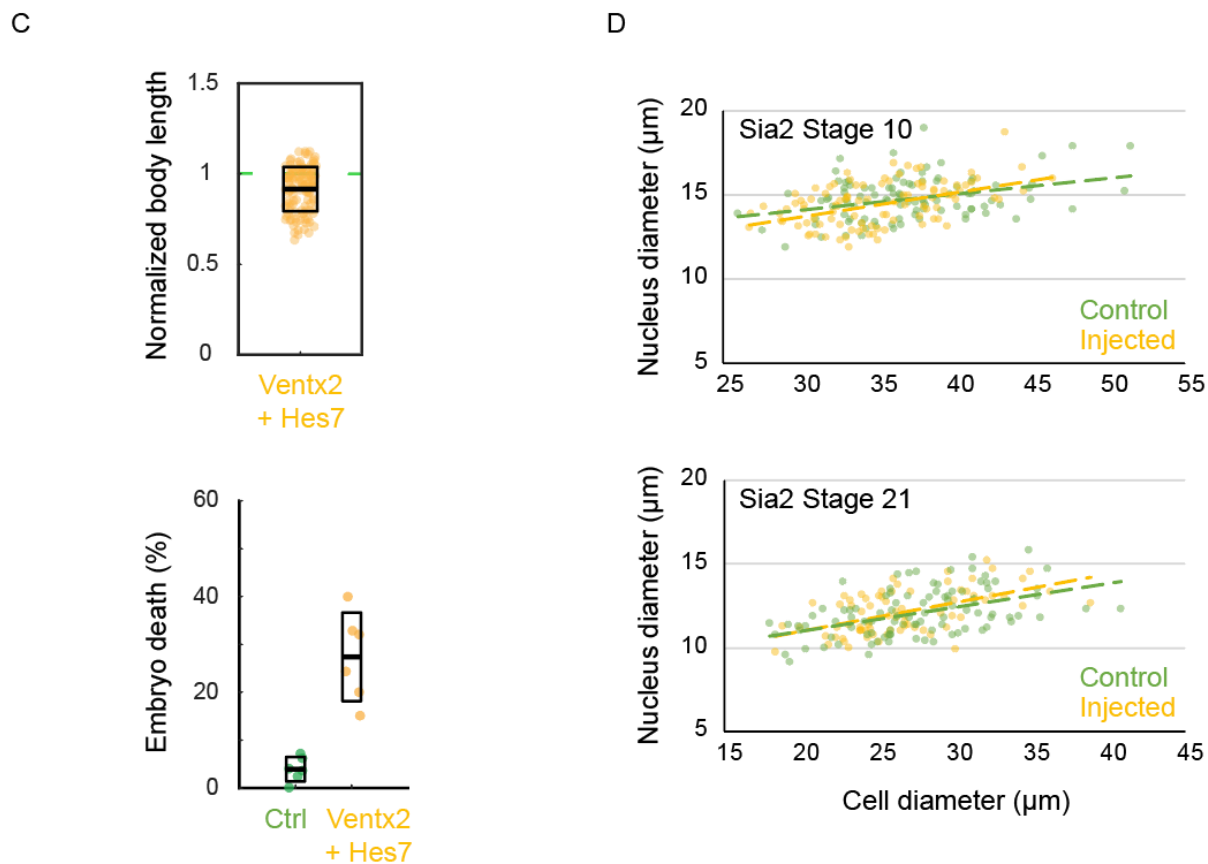 C
Normalized body length
1.5
1
0.5
0
Ventx2
+ Hes7
Embryo death (%)
60
40
20
0
Ctrl
Ventx2
+ Hes7
D
Nucleus diameter (µm)
20
15
10
5
Sia2 Stage 10
Control
Injected
25 30 35 40 45 50 55
Nucleus diameter (µm)
20
15
10
5
Sia2 Stage 21
Control
Injected
15 20 25 30 35 40 45
Cell diameter (µm)